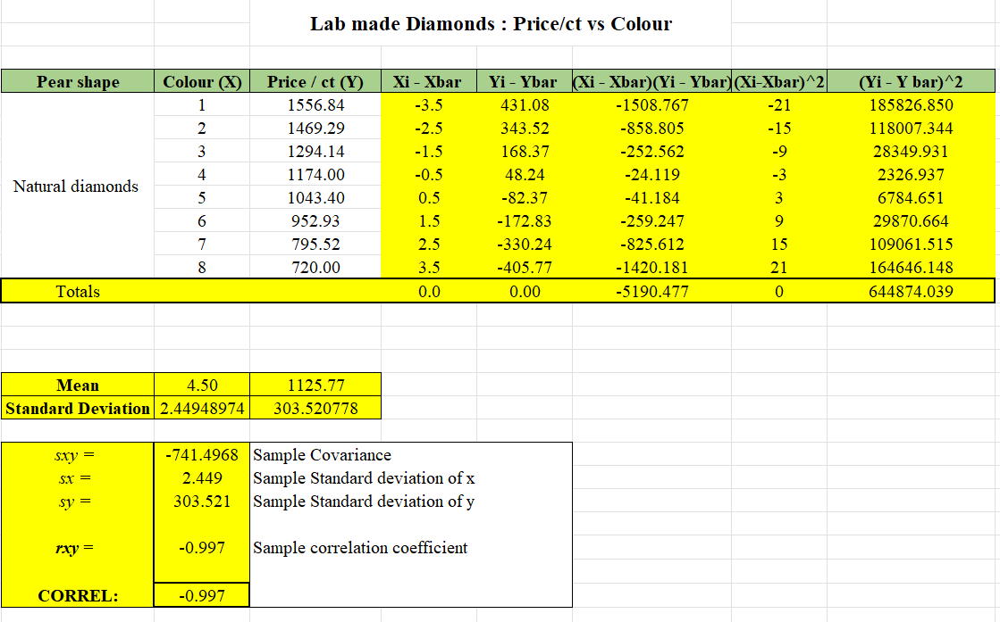 Lab made Diamonds : Price/ct vs Colour
Pear shape Colour (X) Price / ct (Y) Xi - Xbar Yi - Ybar (Xi - Xbar)(Yi - Ybar) (Xi-Xbar)^2 (Yi - Y bar)^2
1 1556.84 -3.5 431.08 -1508.767 -21 185826.850
2 1469.29 -2.5 343.52 -858.805 -15 118007.344
3 1294.14 -1.5 168.37 -252.562 -9 28349.931
4 1174.00 -0.5 48.24 -24.119 -3 2326.937
Natural diamonds
5 1043.40 0.5 -82.37 -41.184 3 6784.651
6 952.93 1.5 -172.83 -259.247 9 29870.664
7 795.52 2.5 -330.24 -825.612 15 109061.515
8 720.00 3.5 -405.77 -1420.181 21 164646.148
Totals 0.0 0.00 -5190.477 0 644874.039
Mean 4.50 1125.77
Standard Deviation 2.44948974 303.520778
sxy = -741.4968 Sample Covariance
sx = 2.449 Sample Standard deviation of x
sy = 303.521 Sample Standard deviation of y
rxy = -0.997 Sample correlation coefficient
CORREL: -0.997